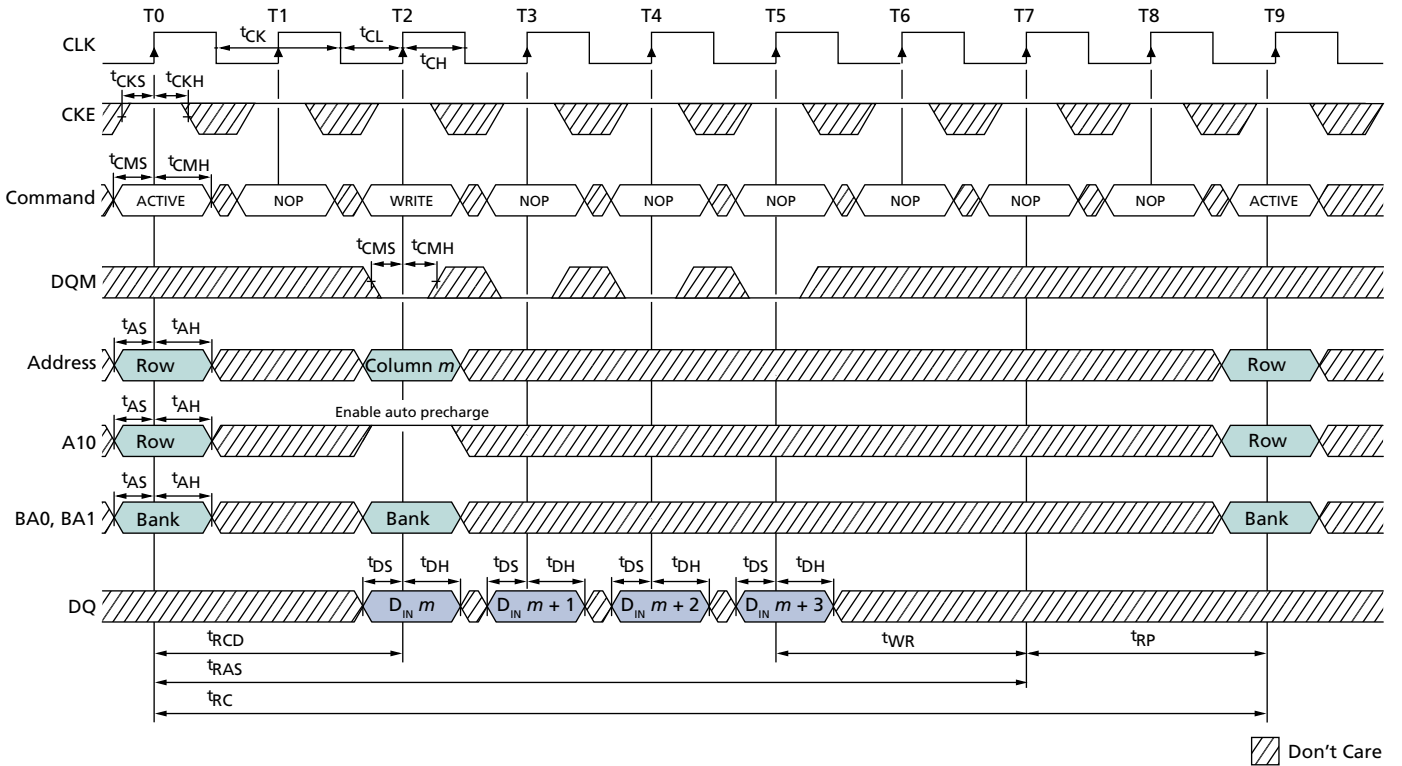 T0 T1 T2 T3 T4 T5 T6 T7 T8 T9
CLK tCK tCL
tCH
tCKS tCKH
CKE
tCMS tCMH
Command ACTIVE NOP WRITE NOP NOP NOP NOP NOP NOP ACTIVE
tCMS tCMH
DQM
tAS tAH
Address Row Column m Row
tAS tAH Enable auto precharge
A10 Row Row
tAS tAH
BA0, BA1 Bank Bank Bank
tDS tDH tDS tDH tDS tDH tDS tDH
DQ DIN m DIN m + 1 DIN m + 2 DIN m + 3
tRCD tWR tRP
tRAS
tRC
Don't Care